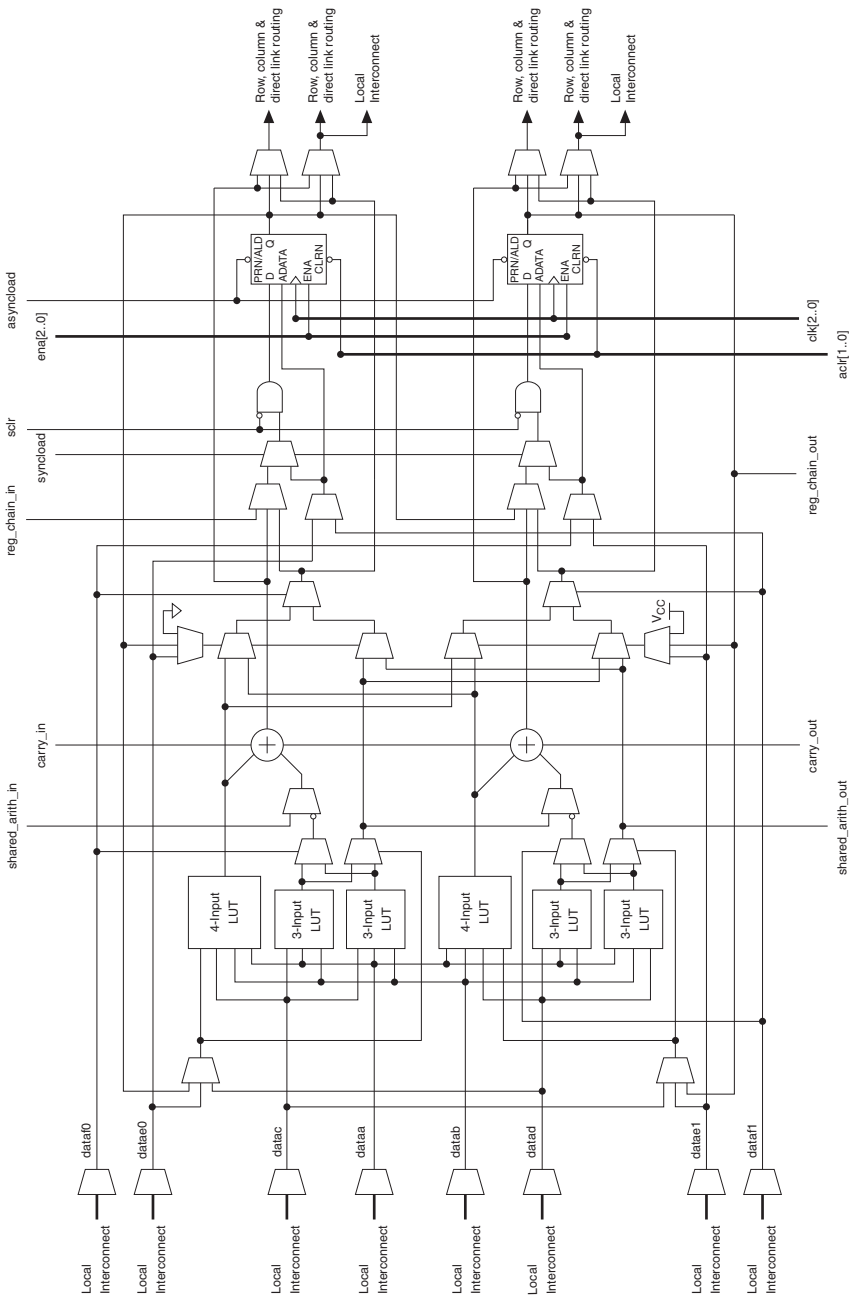 shared_arith_in
carry_in
reg_chain_in
syncload
sclr
ena[2..0]
asyncload
Local
Interconnect
dataf0
Local
Interconnect
datae0
Local
Interconnect
datac
Local
Interconnect
dataa
Local
Interconnect
datab
Local
Interconnect
datad
Local
Interconnect
datae1
Local
Interconnect
dataf1
4-Input
LUT
3-Input
LUT
3-Input
LUT
4-Input
LUT
3-Input
LUT
3-Input
LUT
+
+
VCC
PRN/ALD
D Q
ADATA
ENA
CLRN
PRN/ALD
D Q
ADATA
ENA
CLRN
Row, column &
direct link routing
Row, column &
direct link routing
Local
Interconnect
Row, column &
direct link routing
Row, column &
direct link routing
Local
Interconnect
shared_arith_out
carry_out
reg_chain_out
clk[2..0]
aclr[1..0]